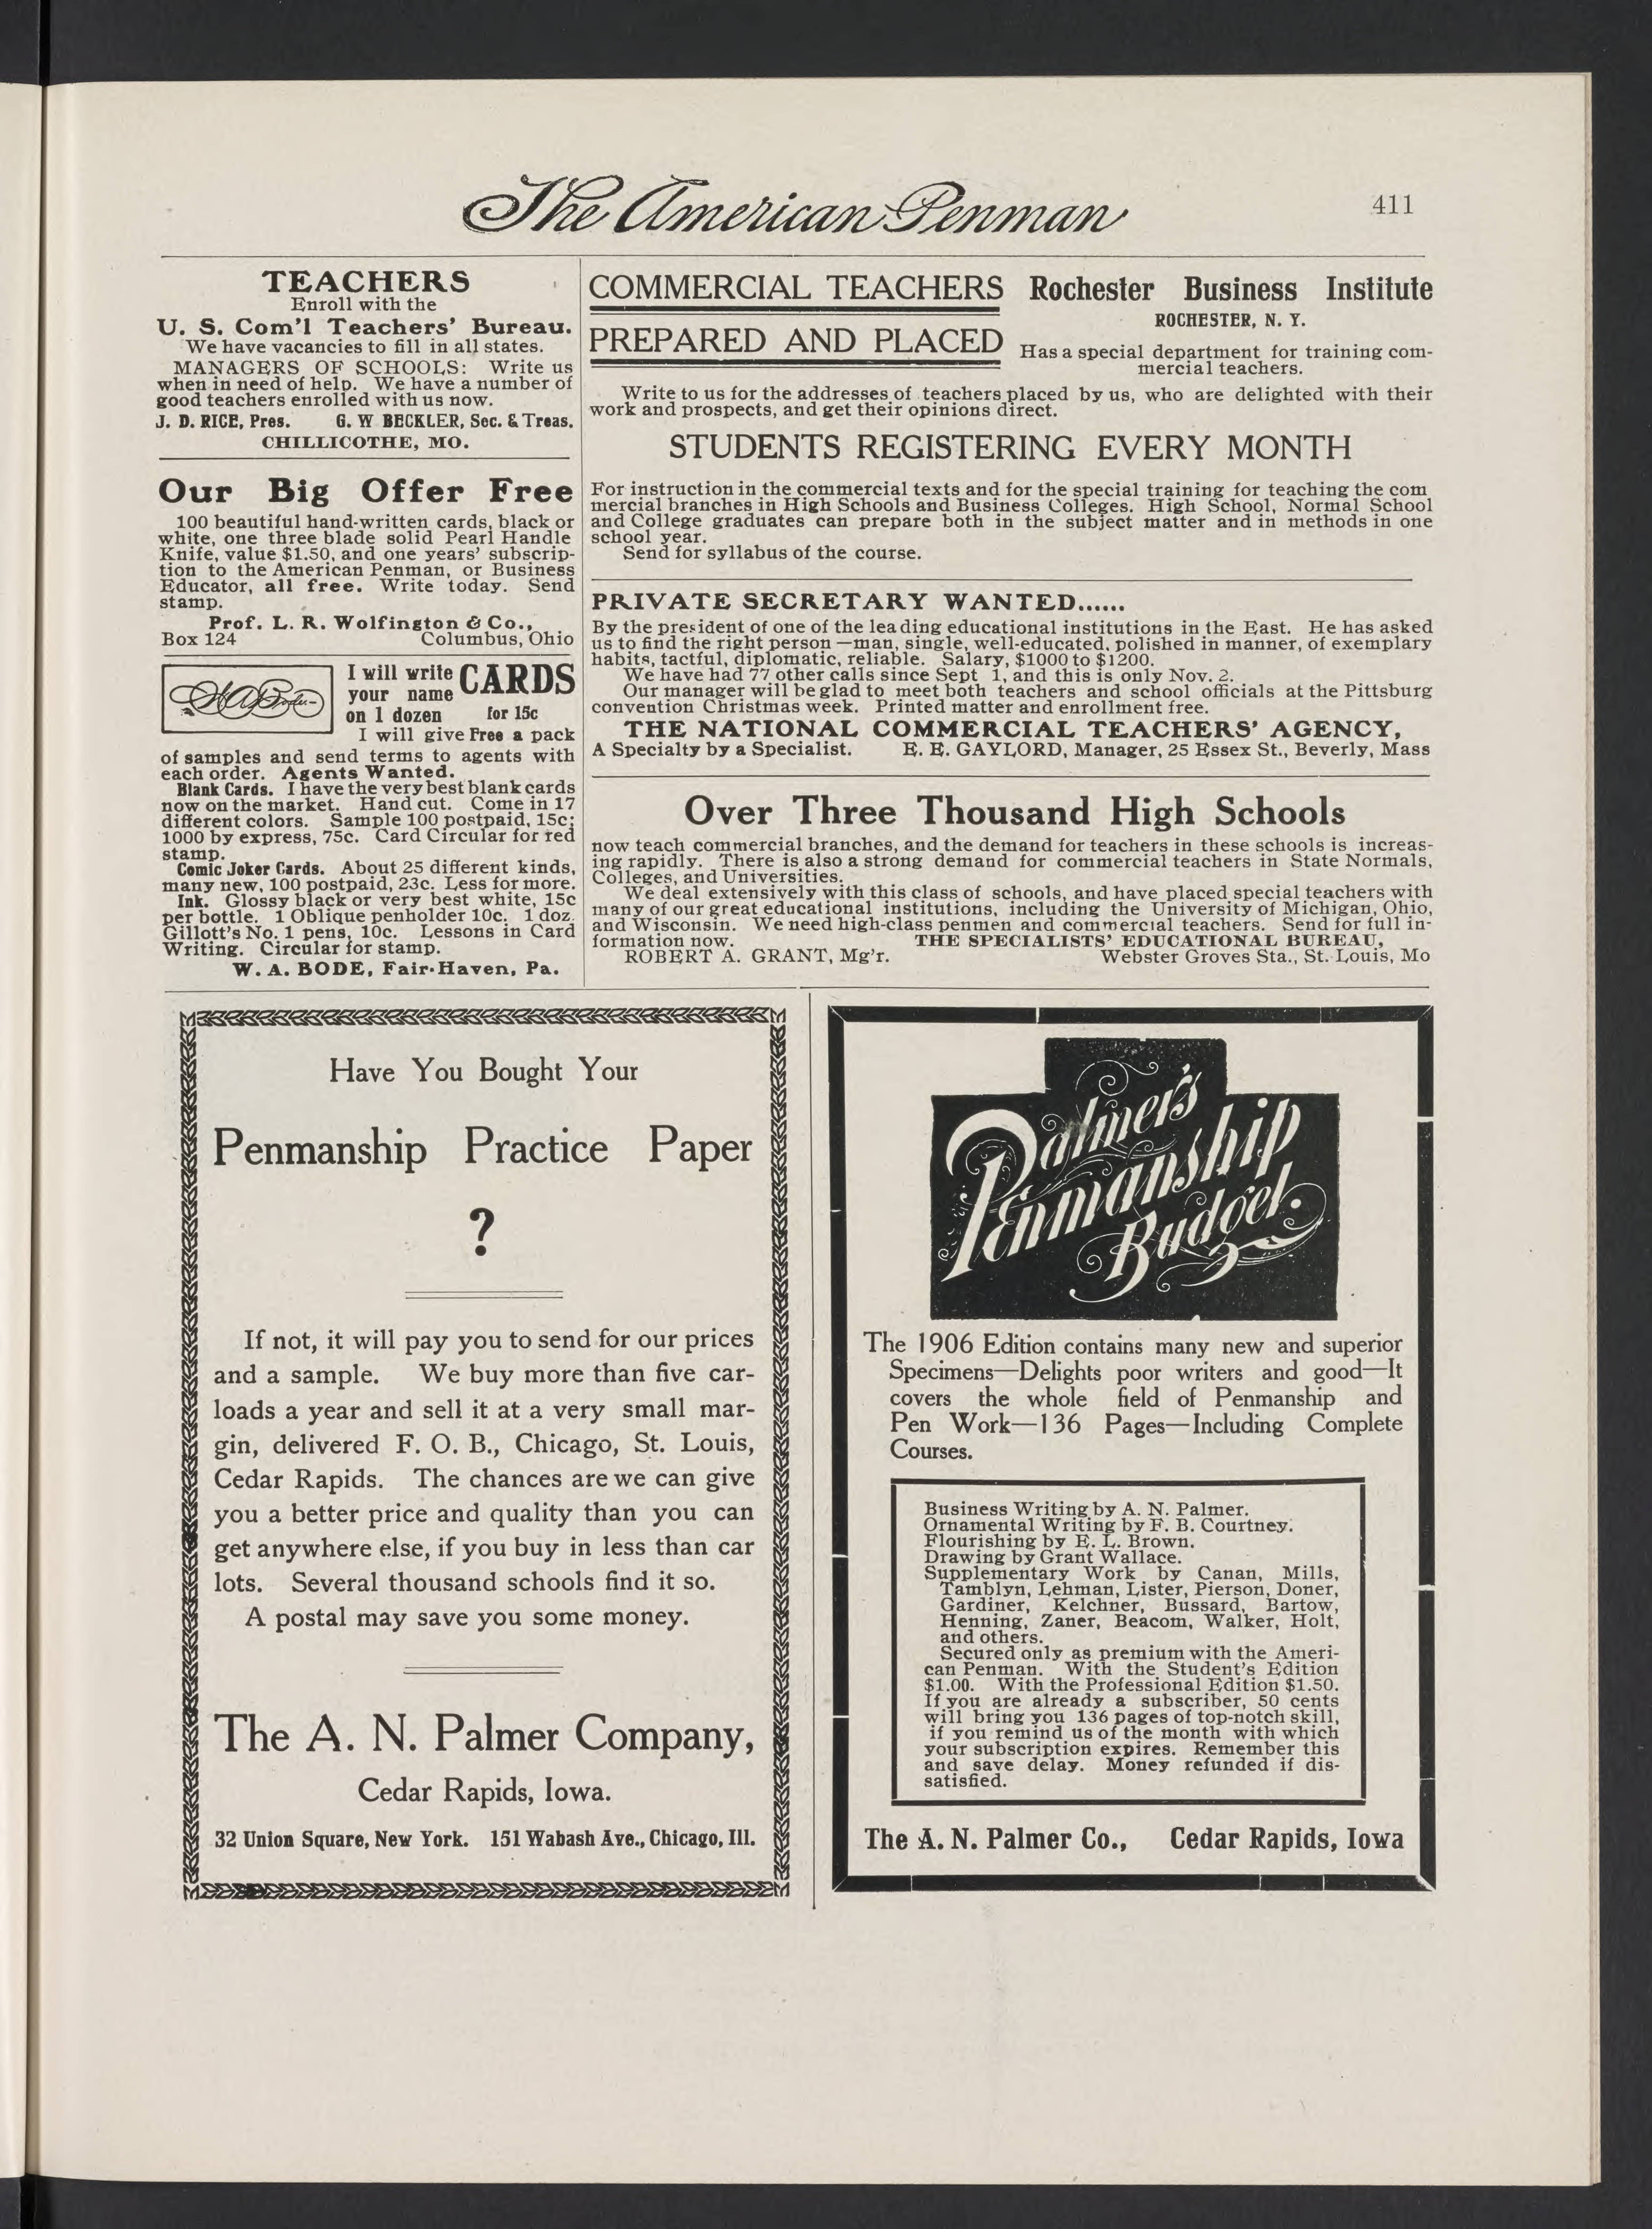 The American Penman
411
TEACHERS
Enroll with the
U. S. Com'l Teachers' Bureau.
We have vacancies to fill in all states.
MANAGERS OF SCHOOLS: Write us
when in need of help. We have a number of
good teachers enrolled with us now.
J. D. RICE, Pres. G. W BECKLER, Sec. & Treas.
CHILLICOTHE, MO.
Our Big Offer Free
100 beautiful hand-written cards, black or
white, one three blade solid Pearl Handle
Knife, value $1.50, and one years' subscrip-
tion to the American Penman, or Business
Educator, all free. Write today. Send
stamp.
Prof. L. R. Wolfington & Co.,
Box 124 Columbus, Ohio
W. A. Bode
I will write CARDS
your name
on 1 dozen for 15c
I will give Free a pack
of samples and send terms to agents with
each order. Agents Wanted.
Blank Cards. I have the very best blank cards
now on the market. Hand cut. Come in 17
different colors. Sample 100 postpaid, 15c;
1000 by express, 75c. Card Circular for red
stamp.
Comic Joker Cards. About 25 different kinds,
many new, 100 postpaid, 23c. Less for more.
Ink. Glossy black or very best white, 15c
per bottle. 1 Oblique penholder 10c. 1 doz.
Gillott's No. 1 pens, 10c. Lessons in Card
Writing. Circular for stamp.
W. A. BODE, Fair-Haven, Pa.
COMMERCIAL TEACHERS
PREPARED AND PLACED
Rochester Business Institute
ROCHESTER, N. Y.
Has a special department for training com-
mercial teachers.
Write to us for the addresses of teachers placed by us, who are delighted with their
work and prospects, and get their opinions direct.
STUDENTS REGISTERING EVERY MONTH
For instruction in the commercial texts and for the special training for teaching the com
mercial branches in High Schools and Business Colleges. High School, Normal School
and College graduates can prepare both in the subject matter and in methods in one
school year.
Send for syllabus of the course.
PRIVATE SECRETARY WANTED......
By the president of one of the leading educational institutions in the East. He has asked
us to find the right person—man, single, well-educated, polished in manner, of exemplary
habits, tactful, diplomatic, reliable. Salary, $1000 to $1200.
We have had 77 other calls since Sept 1, and this is only Nov. 2.
Our manager will be glad to meet both teachers and school officials at the Pittsburg
convention Christmas week. Printed matter and enrollment free.
THE NATIONAL COMMERCIAL TEACHERS' AGENCY,
A Specialty by a Specialist. E. E. GAYLORD, Manager, 25 Essex St., Beverly, Mass
Over Three Thousand High Schools
now teach commercial branches, and the demand for teachers in these schools is increas-
ing rapidly. There is also a strong demand for commercial teachers in State Normals,
Colleges, and Universities.
We deal extensively with this class of schools, and have placed special teachers with
many of our great educational institutions, including the University of Michigan, Ohio,
and Wisconsin. We need high-class penmen and commercial teachers. Send for full in-
formation now. THE SPECIALISTS' EDUCATIONAL BUREAU,
ROBERT A. GRANT, Mg'r. Webster Groves Sta., St. Louis, Mo
Have You Bought Your
Penmanship Practice Paper
?
If not, it will pay you to send for our prices
and a sample. We buy more than five car-
loads a year and sell it at a very small mar-
gin, delivered F. O. B., Chicago, St. Louis,
Cedar Rapids. The chances are we can give
you a better price and quality than you can
get anywhere else, if you buy in less than car
lots. Several thousand schools find it so.
A postal may save you some money.
The A. N. Palmer Company,
Cedar Rapids, Iowa.
32 Union Square, New York. 151 Wabash Ave., Chicago, Ill.
Palmer's
Penmanship
Budget.
The 1906 Edition contains many new and superior
Specimens—Delights poor writers and good—It
covers the whole field of Penmanship and
Pen Work—136 Pages—Including Complete
Courses.
Business Writing by A. N. Palmer.
Ornamental Writing by F. B. Courtney.
Flourishing by E. L. Brown.
Drawing by Grant Wallace.
Supplementary Work by Canan, Mills,
Tamblyn, Lehman, Lister, Pierson, Doner,
Gardiner, Kelchner, Bussard, Bartow,
Henning, Zaner, Beacom, Walker, Holt,
and others.
Secured only as premium with the Ameri-
can Penman. With the Student's Edition
$1.00. With the Professional Edition $1.50.
If you are already a subscriber, 50 cents
will bring you 136 pages of top-notch skill,
if you remind us of the month with which
your subscription expires. Remember this
and save delay. Money refunded if dis-
satisfied.
The A. N. Palmer Co., Cedar Rapids, Iowa